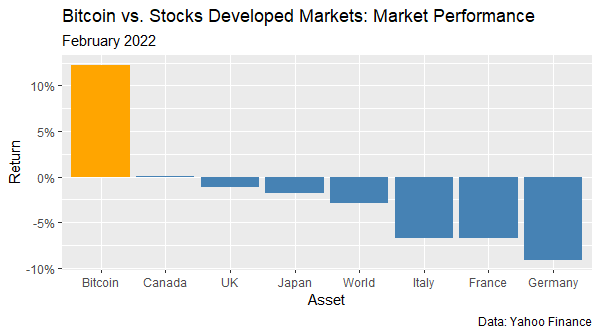 Bitcoin vs. Stocks Developed Markets: Market Performance
February 2022
Return
10%
5%
0%
-5%
-10%
Bitcoin Canada UK Japan World Italy France Germany
Asset
Data: Yahoo Finance